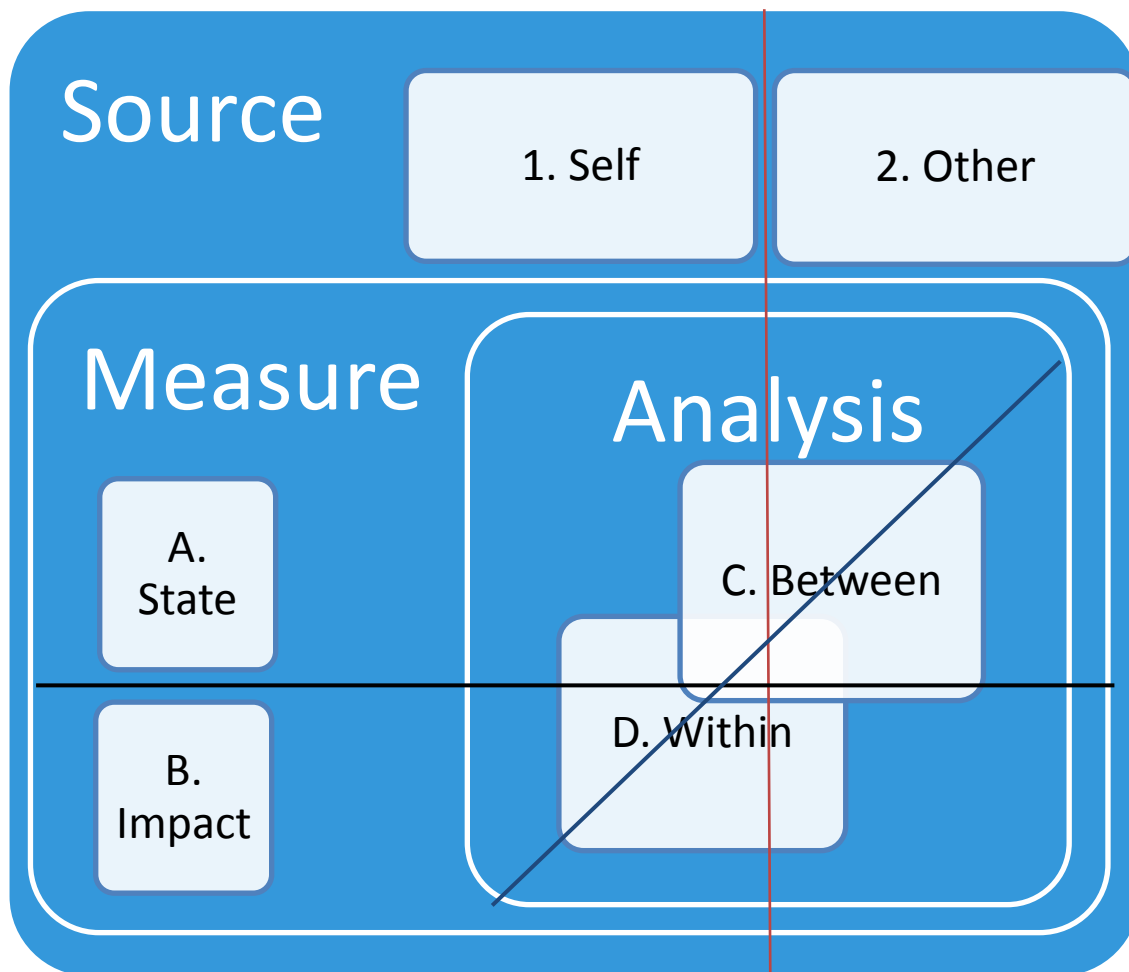 Source
1. Self
2. Other
Measure
Analysis
A.
State
C. Between
B.
Impact
D. Within